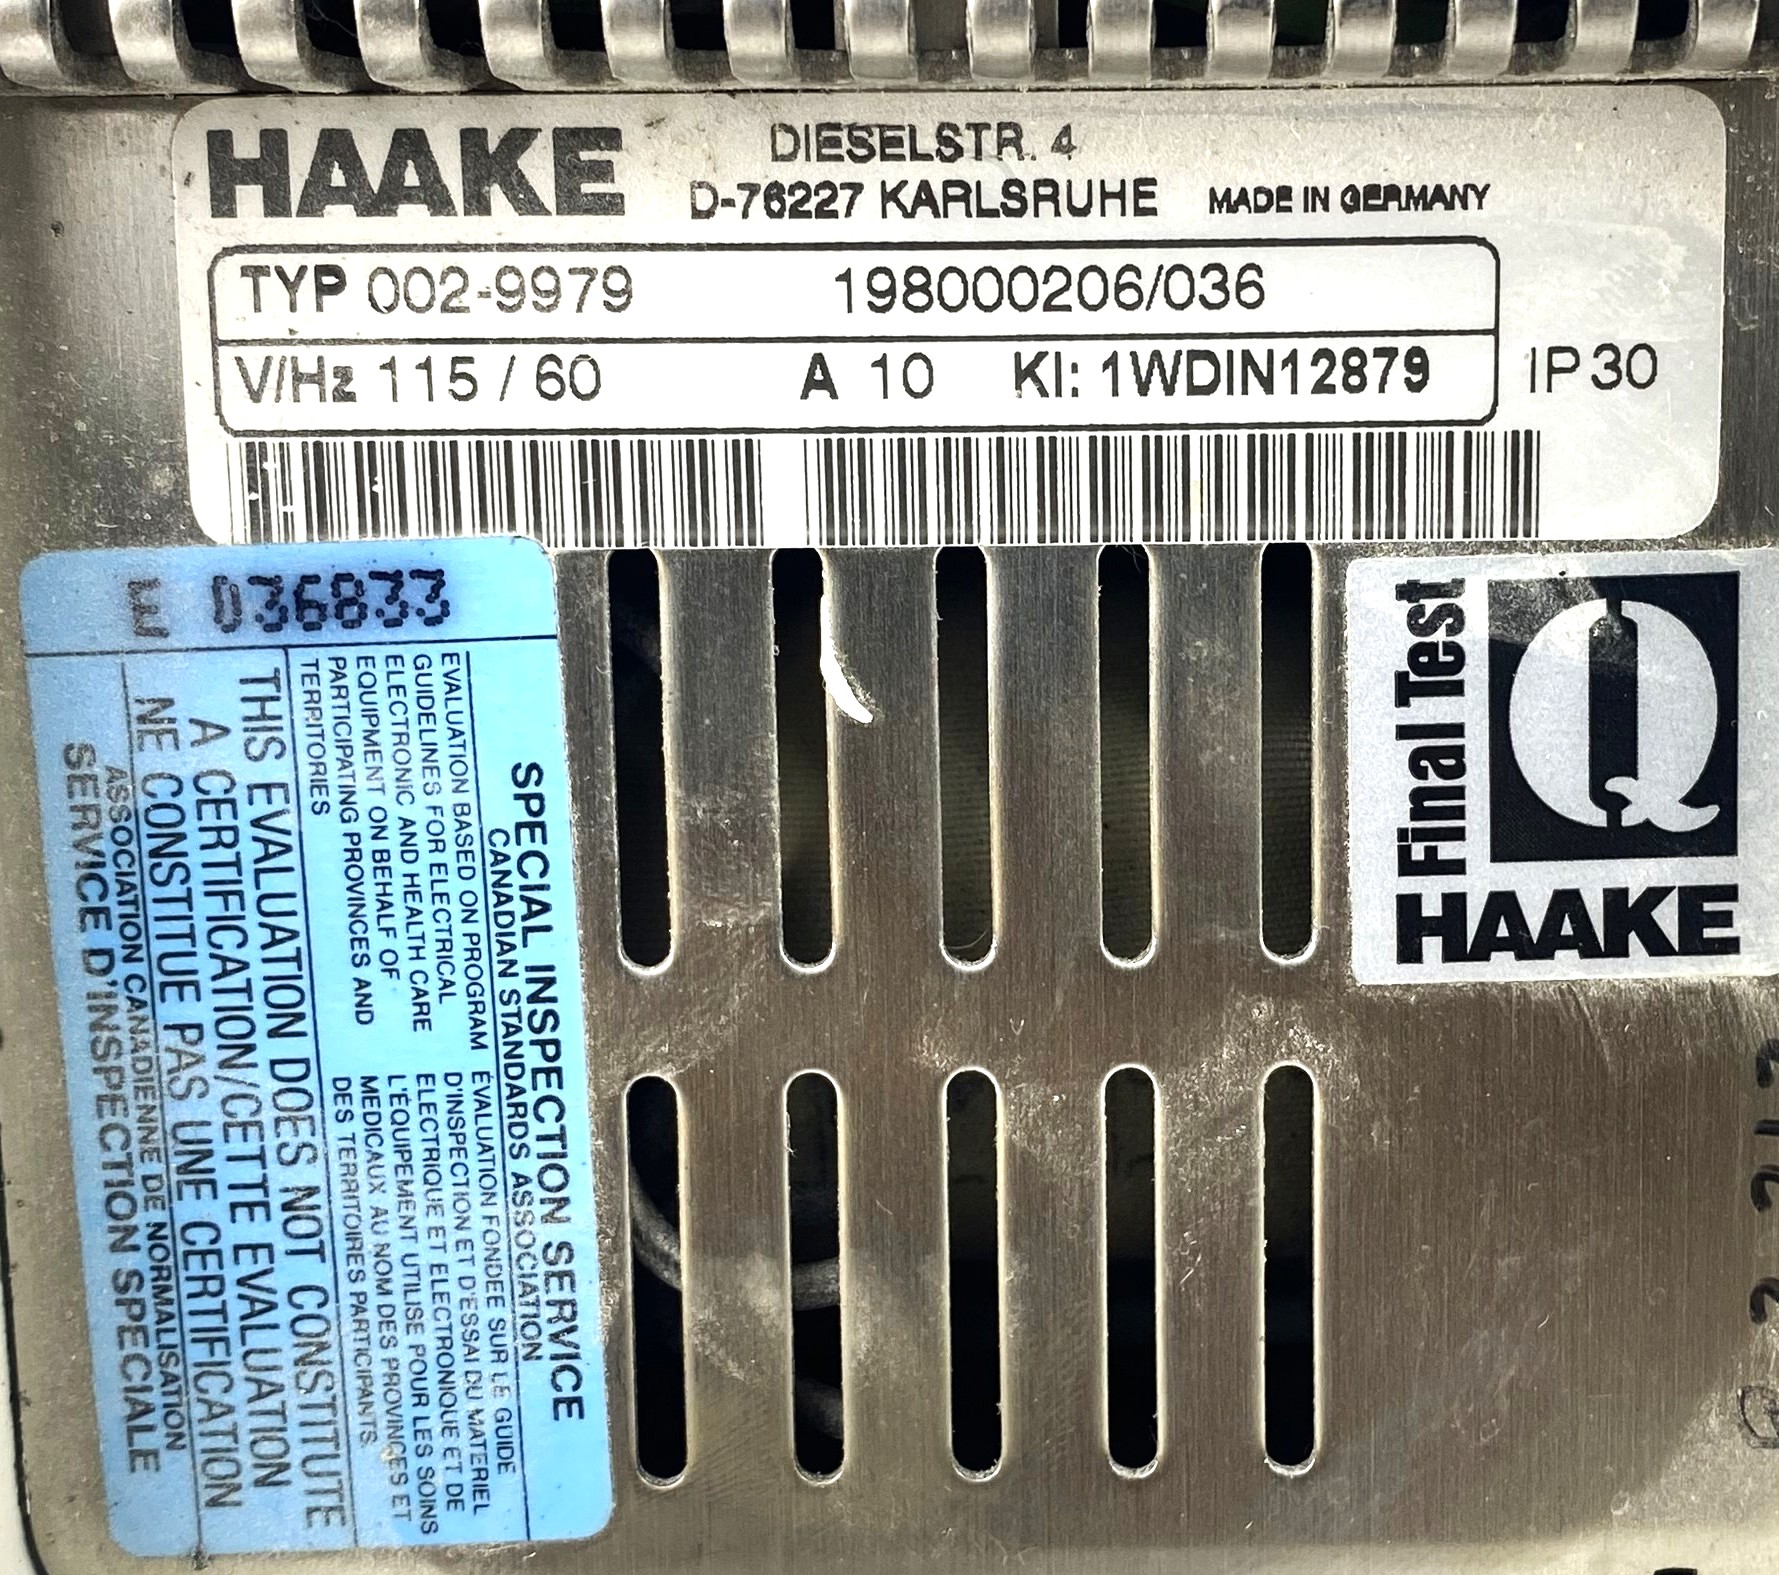 HAAKE
DIESELSTR. 4
D-76227 KARLSRUHE MADE IN GERMANY
TYP 002-9979 198000206/036
V/Hz 115 / 60 A 10 KI: 1WDIN12879
IP30
Final Test
Q
HAAKE
SPECIAL INSPECTION SERVICE
CANADIAN STANDARDS ASSOCIATION
EVALUATION BASED ON PROGRAM
GUIDELINES FOR ELECTRICAL
ELECTRONIC AND HEALTH CARE
EQUIPMENT ON BEHALF OF
PARTICIPATING PROVINCES AND
TERRITORIES
ÉVALUATION FONDEE SUR LE GUIDE
D'INSPECTION ET D'ESSAI DU MATERIEL
ELECTRIQUE ET ELECTRONIQUE ET DE
L'ÉQUIPEMENT UTILISE POUR LES SOINS
MEDICAUX AU NOM DES PROVINCES ET
DES TERRITOIRES PARTICIPANTS
THIS EVALUATION DOES NOT CONSTITUTE
A CERTIFICATION/CETTE EVALUATION
NE CONSTITUE PAS UNE CERTIFICATION
ASSOCIATION CANADIENNE DE NORMALISATION
SERVICE D'INSPECTION SPECIALE